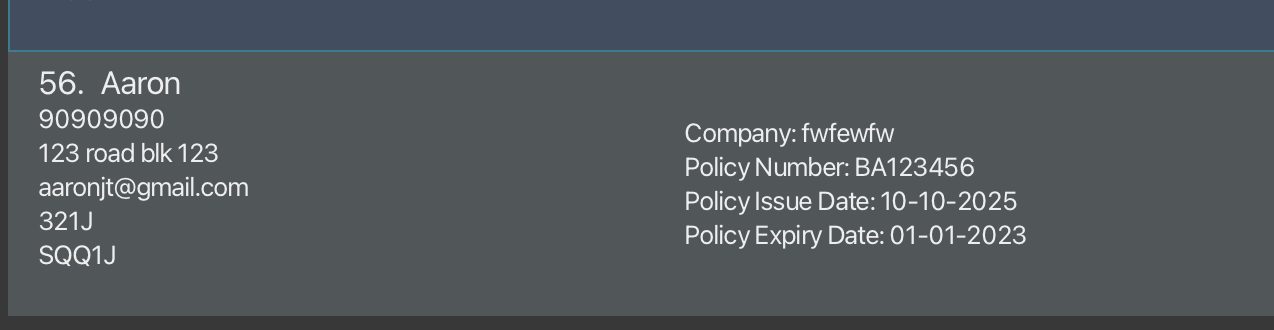 56. Aaron
90909090
123 road blk 123
aaronjt@gmail.com
321J
SQQ1J
Company: fwfewfw
Policy Number: BA123456
Policy Issue Date: 10-10-2025
Policy Expiry Date: 01-01-2023